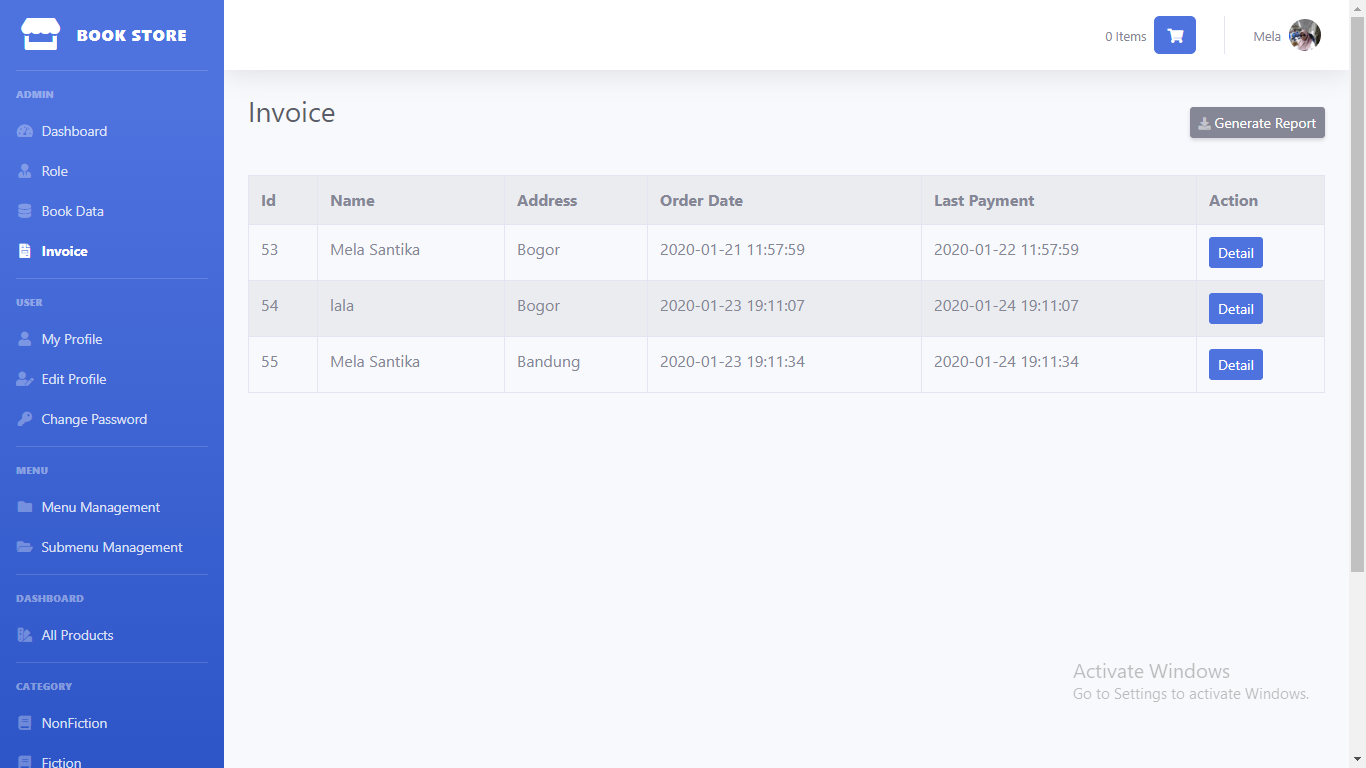 BOOK STORE
0 Items
Mela
ADMIN
Dashboard
Role
Book Data
Invoice
USER
My Profile
Edit Profile
Change Password
MENU
Menu Management
Submenu Management
DASHBOARD
All Products
CATEGORY
NonFiction
Fiction
Invoice
Generate Report
Id Name Address Order Date Last Payment Action
53 Mela Santika Bogor 2020-01-21 11:57:59 2020-01-22 11:57:59 Detail
54 lala Bogor 2020-01-23 19:11:07 2020-01-24 19:11:07 Detail
55 Mela Santika Bandung 2020-01-23 19:11:34 2020-01-24 19:11:34 Detail
Activate Windows
Go to Settings to activate Windows.